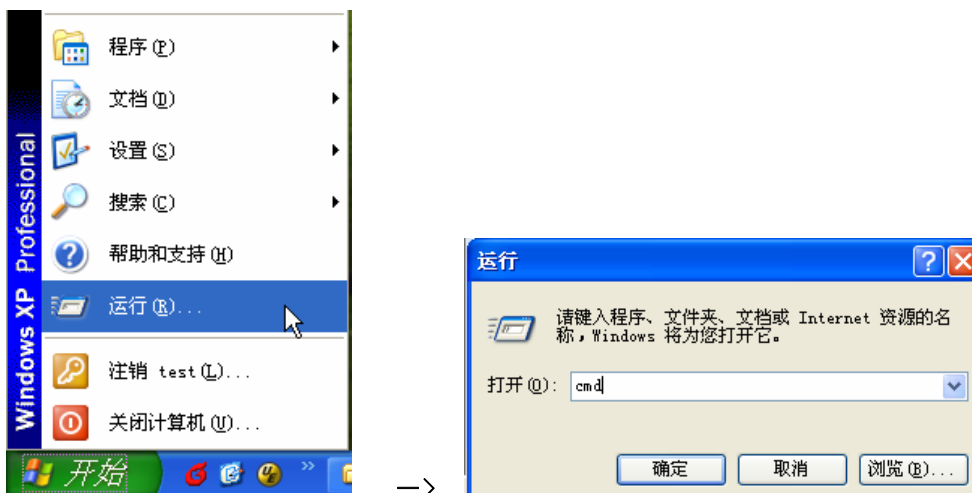 Windows XP Professional
程序(P)
文档(D)
设置(S)
搜索(C)
帮助和支持(H)
运行(R)...
注销 test(L)...
关闭计算机(U)...
开始
—>
运行
请键入程序、文件夹、文档或 Internet 资源的名
称，Windows 将为您打开它。
打开(O): cmd
确定 取消 浏览(B)...